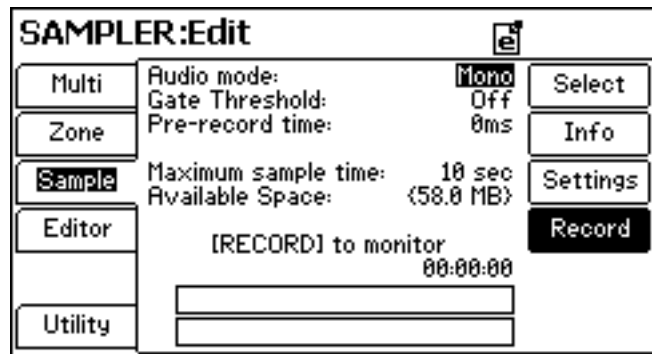 SAMPLER:Edit
Multi
Zone
Sample
Editor
Utility
Audio mode: Mono
Gate Threshold: Off
Pre-record time: 0ms
Maximum sample time: 10 sec
Available Space: (58.0 MB)
[RECORD] to monitor
00:00:00
Select
Info
Settings
Record
e